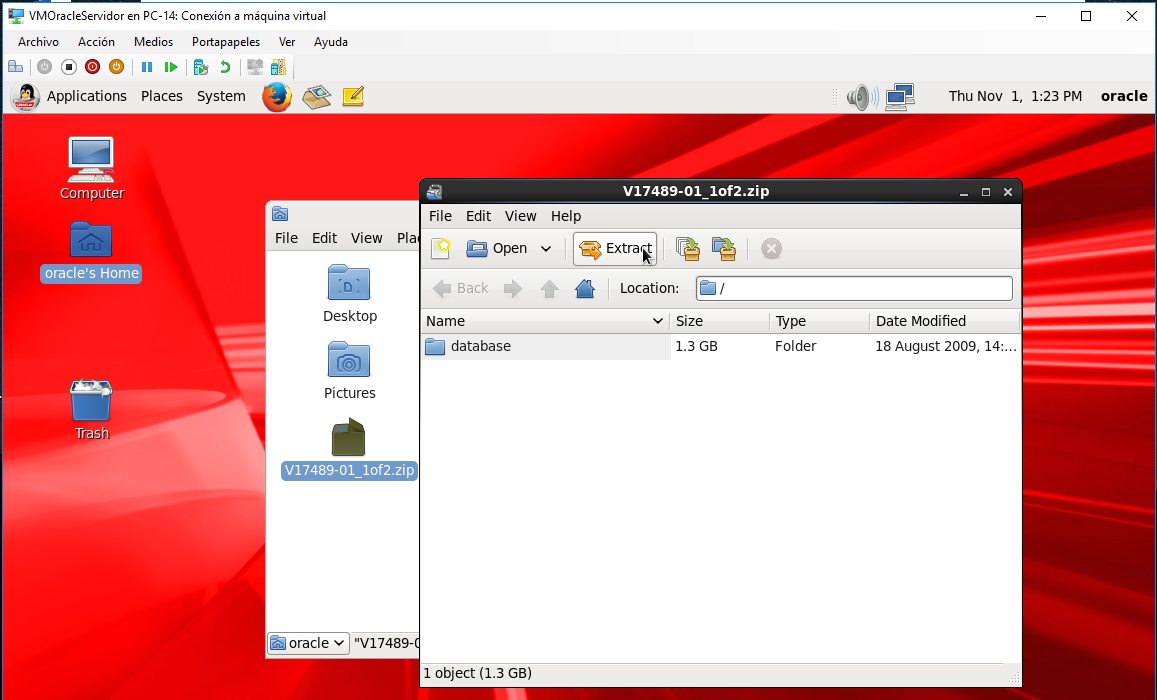 VMOracleServidor en PC-14: Conexión a máquina virtual
Archivo Acción Medios Portapapeles Ver Ayuda
Applications Places System Thu Nov 1, 1:23 PM oracle
Computer
oracle's Home
Trash
File Edit View Plac
Desktop
Pictures
V17489-01_1of2.zip
oracle "V17489-0
V17489-01_1of2.zip
File Edit View Help
Open Extract
Back Location: /
Name Size Type Date Modified
database 1.3 GB Folder 18 August 2009, 14:...
1 object (1.3 GB)